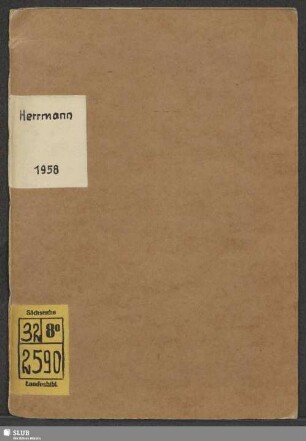 Herrmann
1958
Sächsische
32 8°
2590
Landesbibl.
SLUB